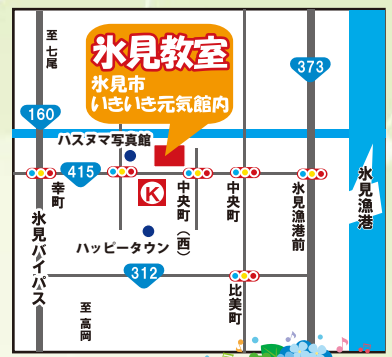 至 七尾
氷見教室
氷見市
いきいき元気館内
373
160
ハスヌマ写真館
415
幸町
K
中央町(西)
中央町
氷見漁港前
氷見漁港
氷見バイパス
ハッピータウン
312
比美町
至 高岡